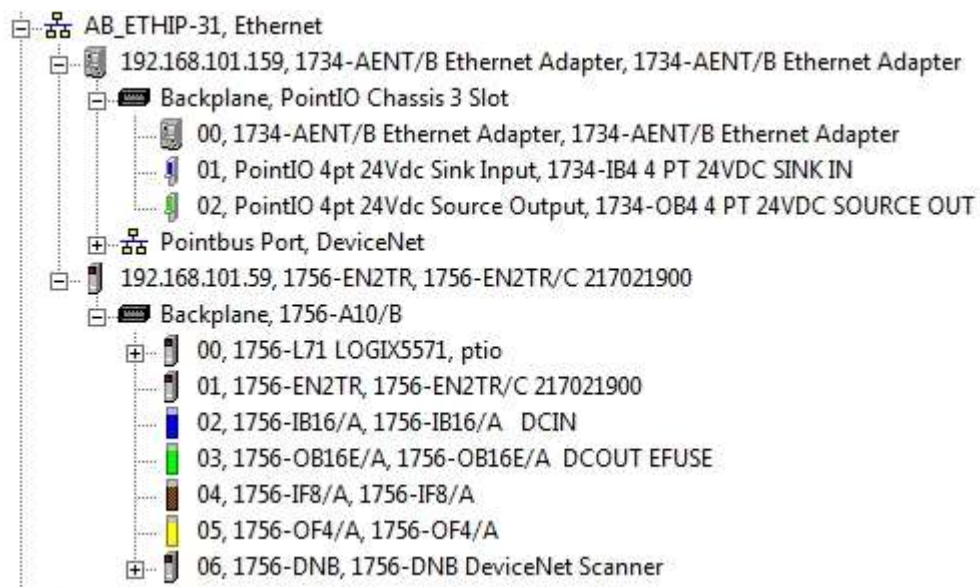 AB_ETHIP-31, Ethernet
192.168.101.159, 1734-AENT/B Ethernet Adapter, 1734-AENT/B Ethernet Adapter
Backplane, PointIO Chassis 3 Slot
00, 1734-AENT/B Ethernet Adapter, 1734-AENT/B Ethernet Adapter
01, PointIO 4pt 24Vdc Sink Input, 1734-IB4 4 PT 24VDC SINK IN
02, PointIO 4pt 24Vdc Source Output, 1734-OB4 4 PT 24VDC SOURCE OUT
Pointbus Port, DeviceNet
192.168.101.59, 1756-EN2TR, 1756-EN2TR/C 217021900
Backplane, 1756-A10/B
00, 1756-L71 LOGIX5571, ptio
01, 1756-EN2TR, 1756-EN2TR/C 217021900
02, 1756-IB16/A, 1756-IB16/A DCIN
03, 1756-OB16E/A, 1756-OB16E/A DCOUT EFUSE
04, 1756-IF8/A, 1756-IF8/A
05, 1756-OF4/A, 1756-OF4/A
06, 1756-DNB, 1756-DNB DeviceNet Scanner